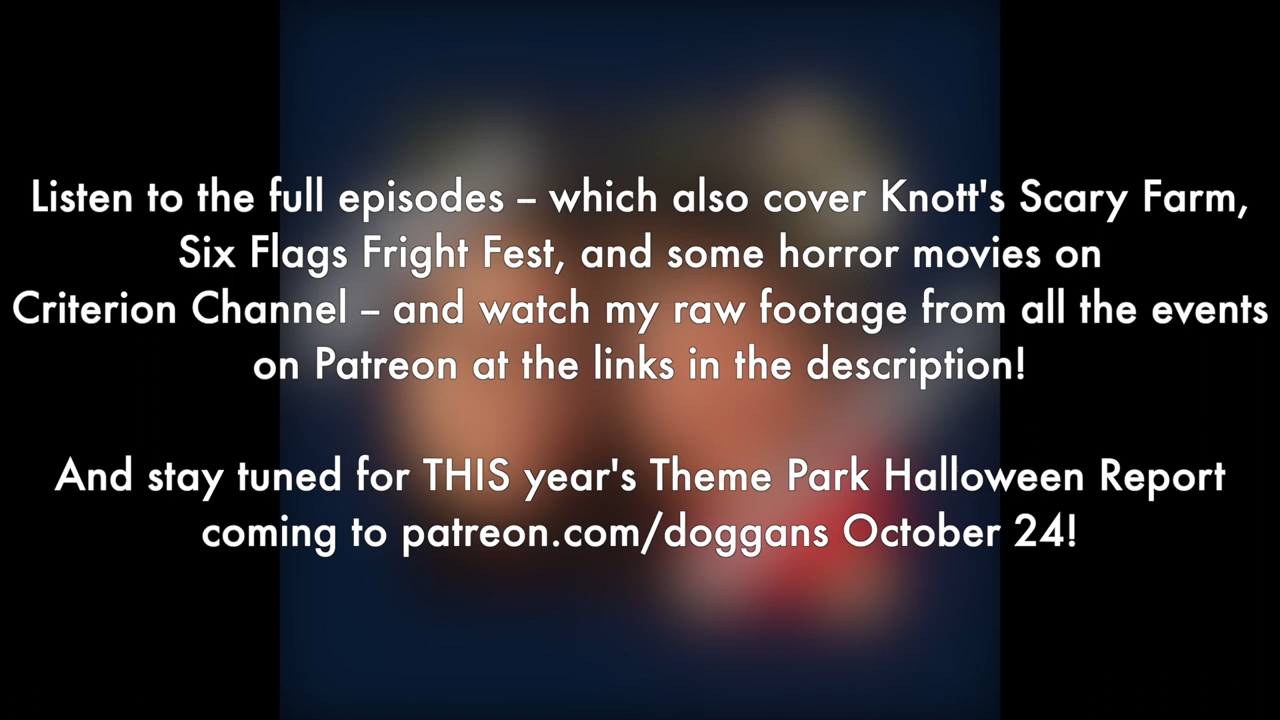 Listen to the full episodes – which also cover Knott's Scary Farm,
Six Flags Fright Fest, and some horror movies on
Criterion Channel – and watch my raw footage from all the events
on Patreon at the links in the description!
And stay tuned for THIS year's Theme Park Halloween Report
coming to patreon.com/doggans October 24!